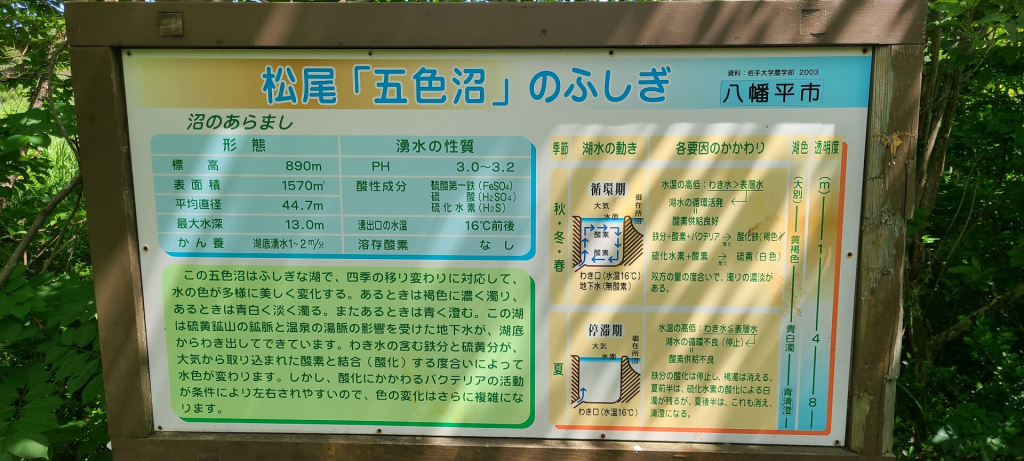 松尾「五色沼」のふしぎ
資料：岩手大学農学部 2003
八幡平市
沼のあらまし
形態
標高 890m
表面積 1570㎡
平均直径 44.7m
最大水深 13.0m
かん養 湖底湧水1~2㎥/分
湧水の性質
PH 3.0～3.2
酸性成分 硫酸第一鉄(FeSO₄)
硫酸(H₂SO₄)
硫化水素(H₂S)
湧出口の水温 16℃前後
溶存酸素 なし
この五色沼はふしぎな湖で、四季の移り変わりに対応して、
水の色が多様に美しく変化する。あるときは褐色に濃く濁り、
あるときは青白く淡く濁る。またあるときは青く澄む。この湖
は硫黄鉱山の鉱脈と温泉の湯脈の影響を受けた地下水が、湖底
からわき出してできています。わき水の含む鉄分と硫黄分が、
大気から取り込まれた酸素と結合（酸化）する度合いによって
水色が変わります。しかし、酸化にかかわるバクテリアの活動
が条件により左右されやすいので、色の変化はさらに複雑にな
ります。
季節 湖水の動き 各要因のかかわり 湖色 透明度
(大別) (m)
秋・冬・春
循環期
大気
水面
御在所沼
酸素
酸素
わき口(水温16℃)
地下水(無酸素)
水温の高低：わき水＞表層水
湖水の循環活発
酸素供給良好
鉄分＋酸素＋バクテリア→酸化鉄(褐色)
硫化水素＋酸素→硫黄(白色)
双方の量の度合いで、濁りの濃淡が
ある。
黄褐色
1
夏
停滞期
大気
水面
御在所沼
わき口(水温16℃)
水温の高低：わき水≦表層水
湖水の循環不良(停止)
酸素供給不良
鉄分の酸化は停止し、褐濁は消える。
夏前半は、硫化水素の酸化による白
濁が残るが、夏後半は、これも消え、
清澄になる。
青白濁
4
青清澄
8